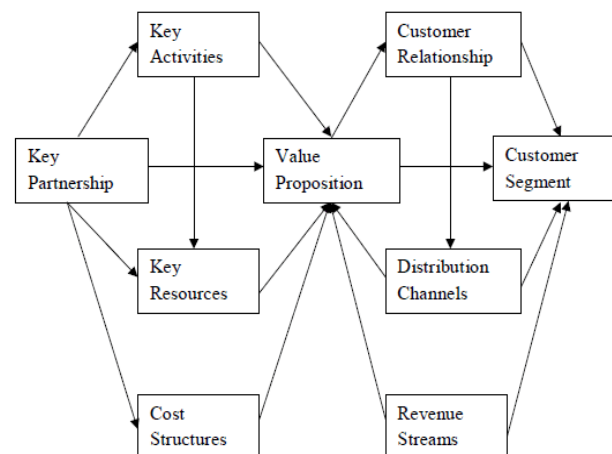 Key
Activities
Customer
Relationship
Key
Partnership
Value
Proposition
Customer
Segment
Key
Resources
Distribution
Channels
Cost
Structures
Revenue
Streams